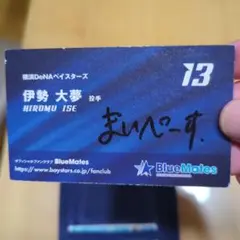 横浜DeNAベイスターズ
13
伊勢 大夢 投手
HIROMU ISE
まいぺーす.
オフィシャルファンクラブ BlueMates
https://www.baystars.co.jp/fanclub
BlueMates